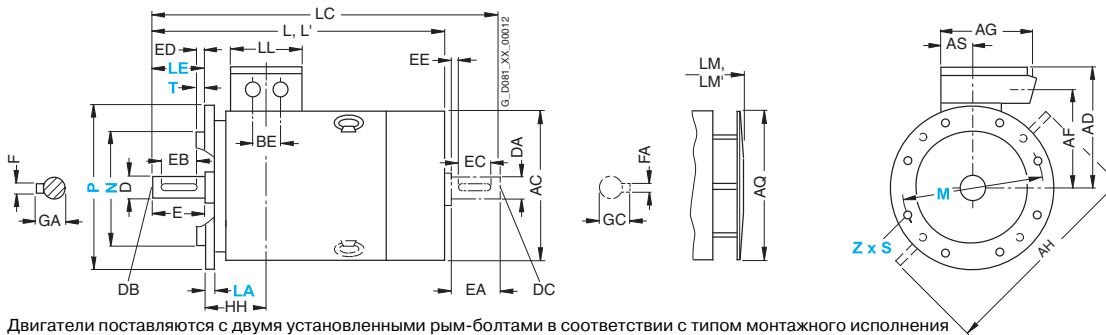 LC
L, L'
ED
LL
LE
EE
T
G_D081_XX_00012
LM,
LM'
AG
AS
F
P
N
D
EB
BE
EC
DA
AC
FA
AQ
AF
AD
GA
E
GC
EA
M
Z x S
AH
DB
LA
HH
DC
Двигатели поставляются с двумя установленными рым-болтами в соответствии с типом монтажного исполнения